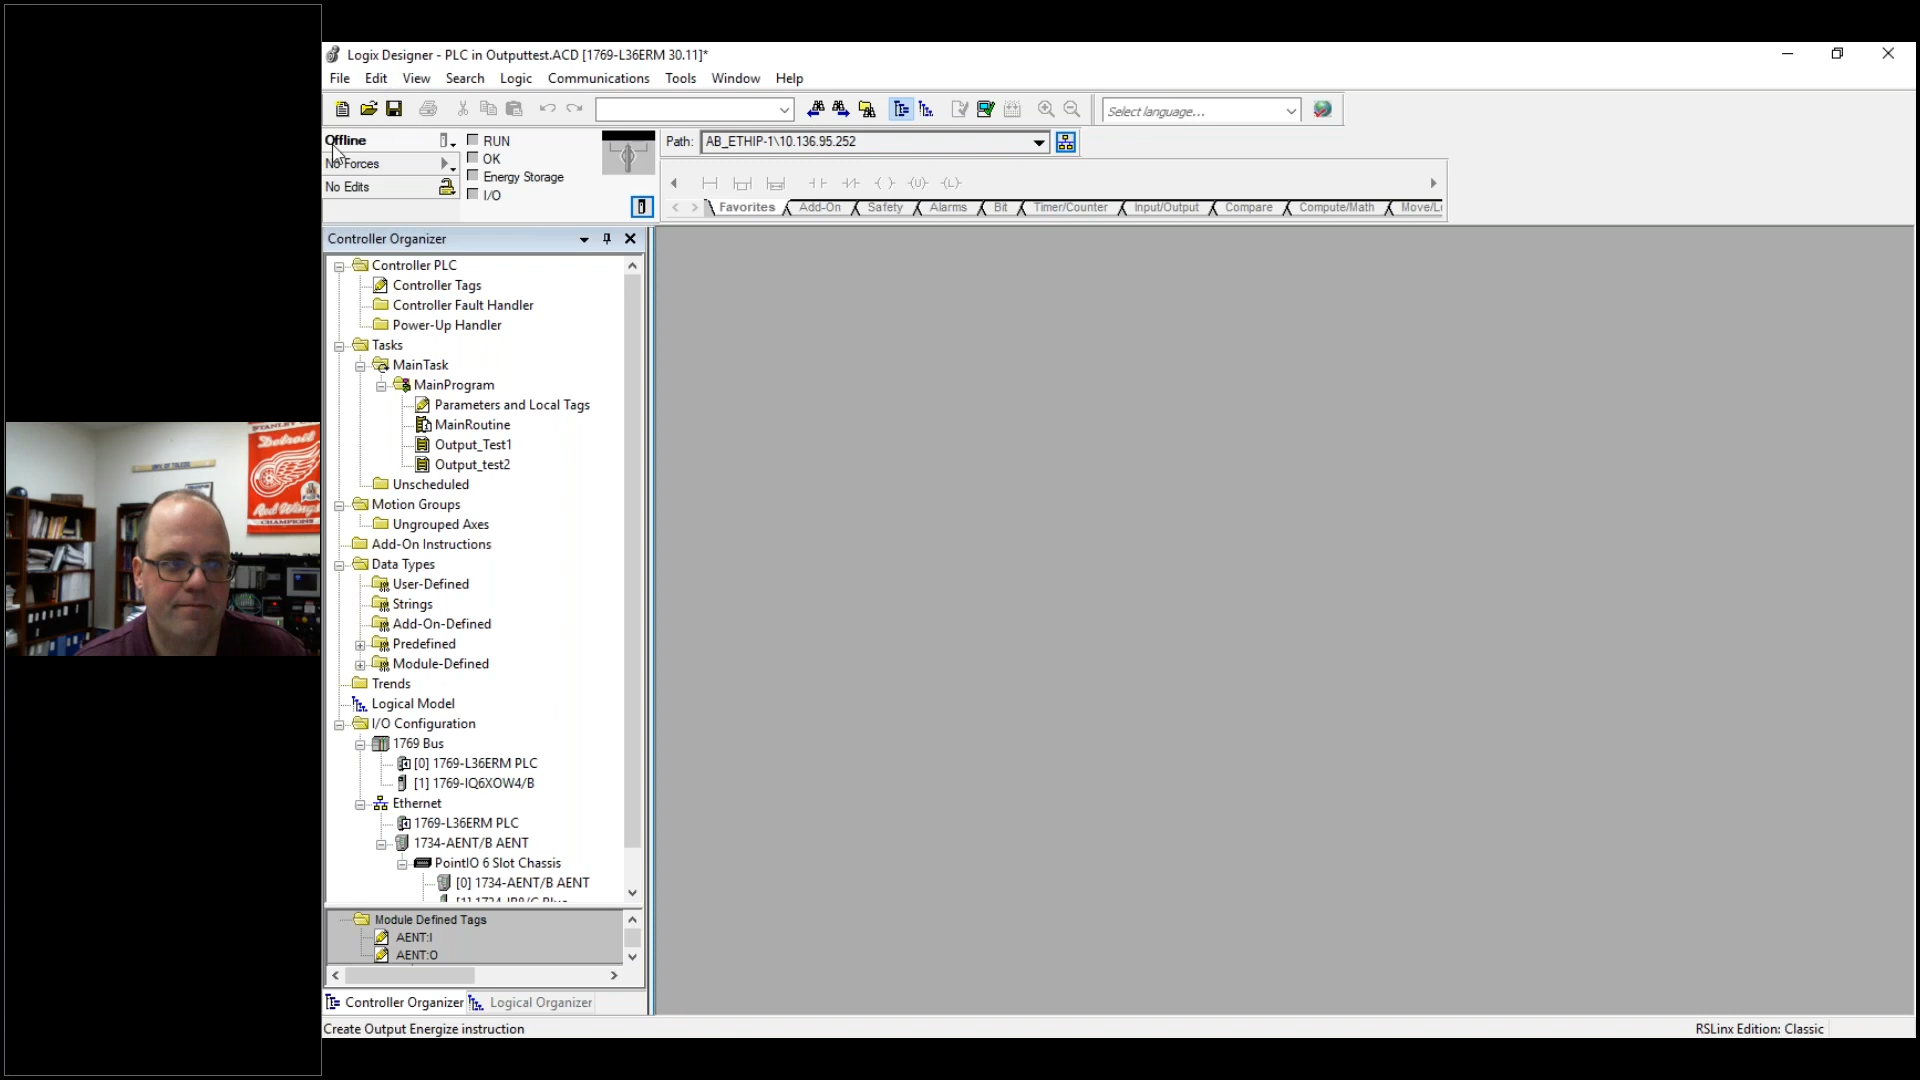 Logix Designer - PLC in Outputtest.ACD [1769-L36ERM 30.11]*
File Edit View Search Logic Communications Tools Window Help
Select language...
Offline
No Forces
No Edits
RUN
OK
Energy Storage
I/O
Path: AB_ETHIP-1\10.136.95.252
Favorites Add-On Safety Alarms Bit Timer/Counter Input/Output Compare Compute/Math
Controller Organizer
Controller PLC
Controller Tags
Controller Fault Handler
Power-Up Handler
Tasks
MainTask
MainProgram
Parameters and Local Tags
MainRoutine
Output_Test1
Output_test2
Unscheduled
Motion Groups
Ungrouped Axes
Add-On Instructions
Data Types
User-Defined
Strings
Add-On-Defined
Predefined
Module-Defined
Trends
Logical Model
I/O Configuration
1769 Bus
[0] 1769-L36ERM PLC
[1] 1769-IQ6XOW4/B
Ethernet
1769-L36ERM PLC
1734-AENT/B AENT
PointIO 6 Slot Chassis
[0] 1734-AENT/B AENT
Module Defined Tags
AENT:I
AENT:O
Controller Organizer Logical Organizer
Create Output Energize instruction
RSLinx Edition: Classic
STANLEY
Detroit
Red Wings
CHAMPIONS